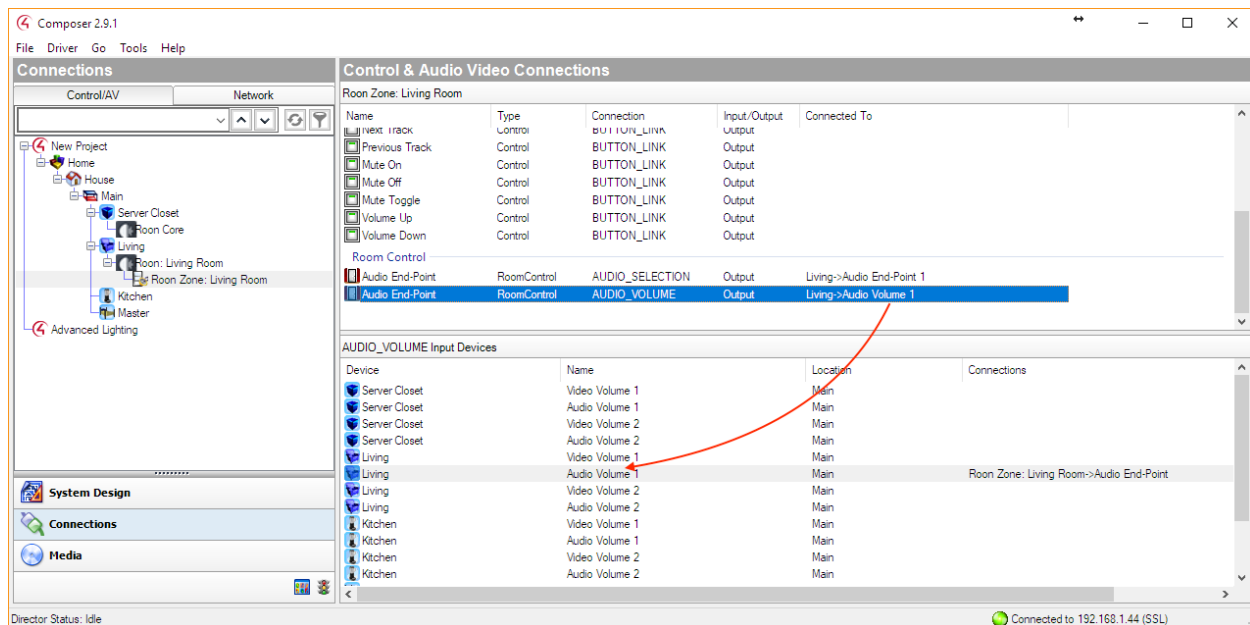 Composer 2.9.1
File Driver Go Tools Help
Connections
Control/AV Network
New Project
Home
House
Main
Server Closet
Roon Core
Living
Roon: Living Room
Roon Zone: Living Room
Kitchen
Master
Advanced Lighting
System Design
Connections
Media
Control & Audio Video Connections
Roon Zone: Living Room
Name Type Connection Input/Output Connected To
Next Track Control BUTTON_LINK Output
Previous Track Control BUTTON_LINK Output
Mute On Control BUTTON_LINK Output
Mute Off Control BUTTON_LINK Output
Mute Toggle Control BUTTON_LINK Output
Volume Up Control BUTTON_LINK Output
Volume Down Control BUTTON_LINK Output
Room Control
Audio End-Point RoomControl AUDIO_SELECTION Output Living->Audio End-Point 1
Audio End-Point RoomControl AUDIO_VOLUME Output Living->Audio Volume 1
AUDIO_VOLUME Input Devices
Device Name Location Connections
Server Closet Video Volume 1 Main
Server Closet Audio Volume 1 Main
Server Closet Video Volume 2 Main
Server Closet Audio Volume 2 Main
Living Video Volume 1 Main
Living Audio Volume 1 Main Roon Zone: Living Room->Audio End-Point
Living Video Volume 2 Main
Living Audio Volume 2 Main
Kitchen Video Volume 1 Main
Kitchen Audio Volume 1 Main
Kitchen Video Volume 2 Main
Kitchen Audio Volume 2 Main
Director Status: Idle Connected to 192.168.1.44 (SSL)